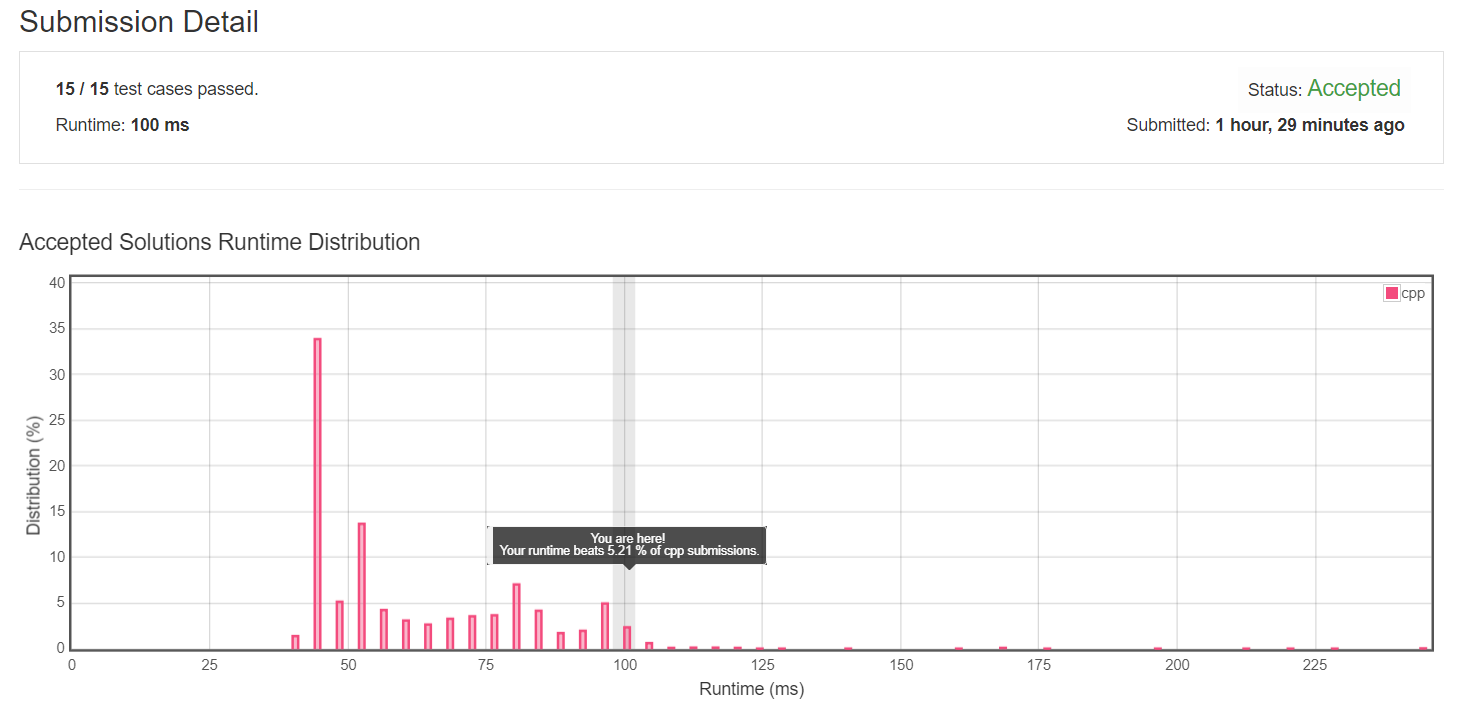 Submission Detail
15 / 15 test cases passed.
Status: Accepted
Runtime: 100 ms
Submitted: 1 hour, 29 minutes ago
Accepted Solutions Runtime Distribution
cpp
40
35
30
25
20
15
10
5
0
Distribution (%)
You are here!
Your runtime beats 5.21 % of cpp submissions.
0
25
50
75
100
125
150
175
200
225
Runtime (ms)